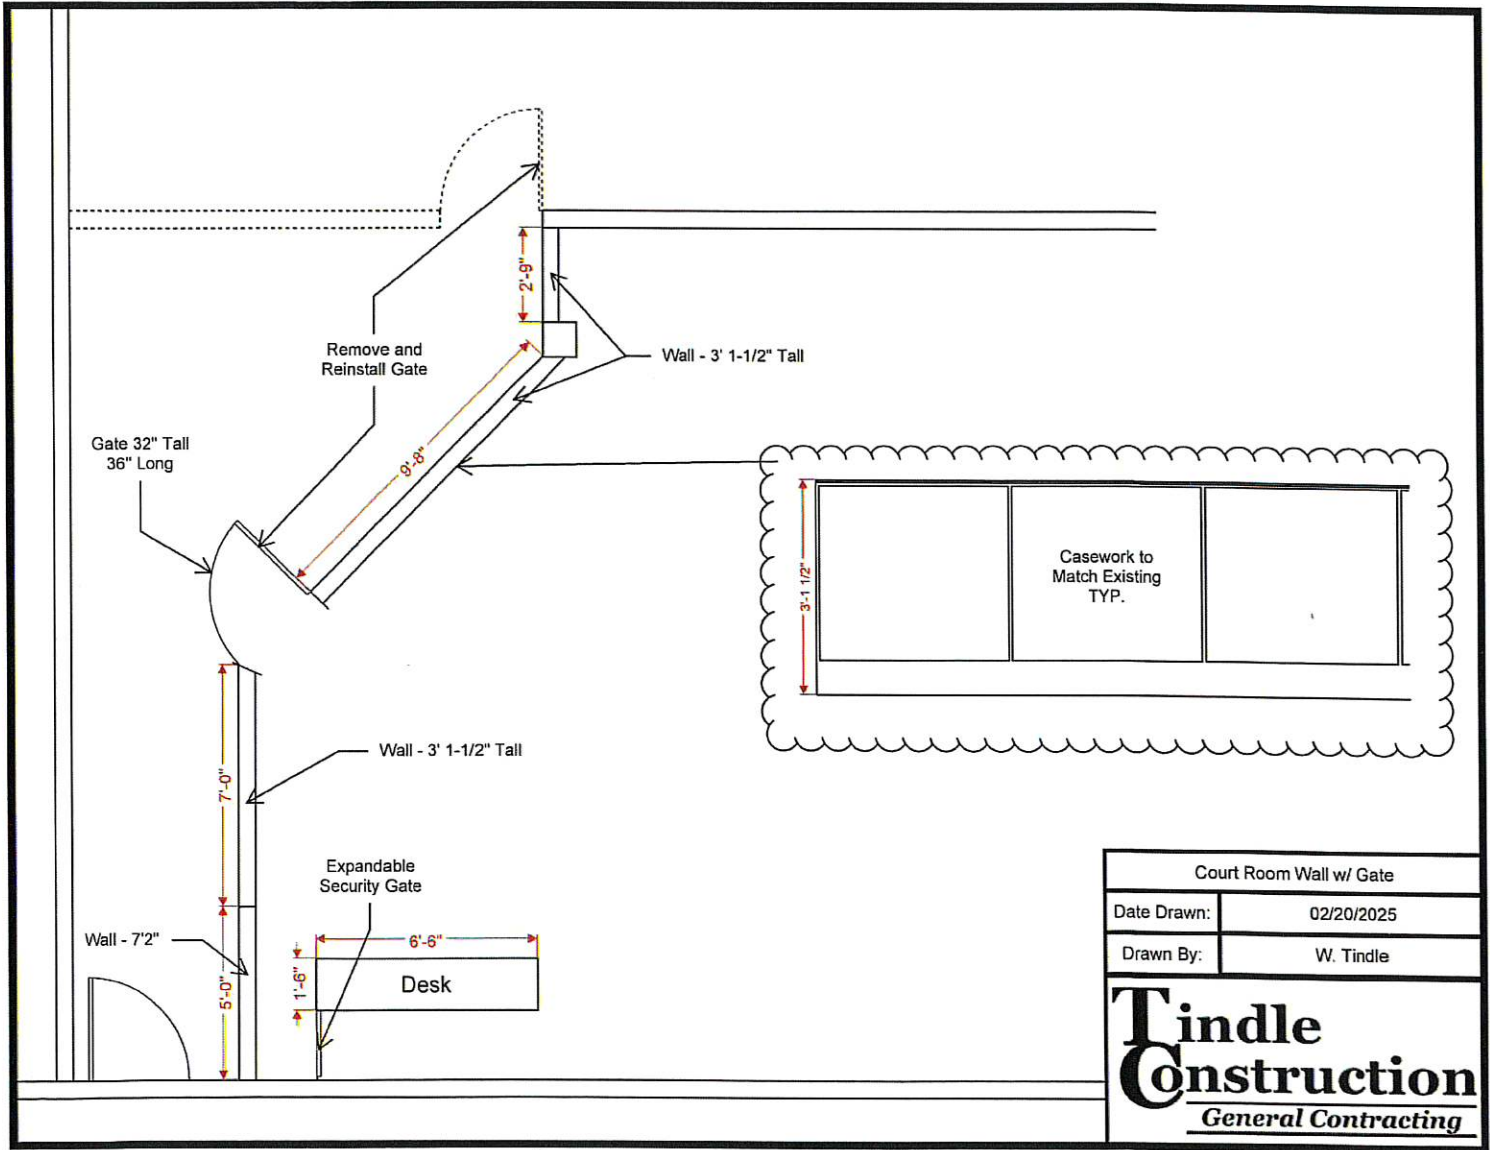 2'-9"
Remove and
Reinstall Gate
Wall - 3' 1-1/2" Tall
Gate 32" Tall
36" Long
9'-8"
3'-1 1/2"
Casework to
Match Existing
TYP.
Wall - 3' 1-1/2" Tall
7'-0"
Expandable
Security Gate
Wall - 7'2"
5'-0"
6'-6"
1'-6"
Desk
Court Room Wall w/ Gate
Date Drawn: 02/20/2025
Drawn By: W. Tindle
Tindle
Construction
General Contracting